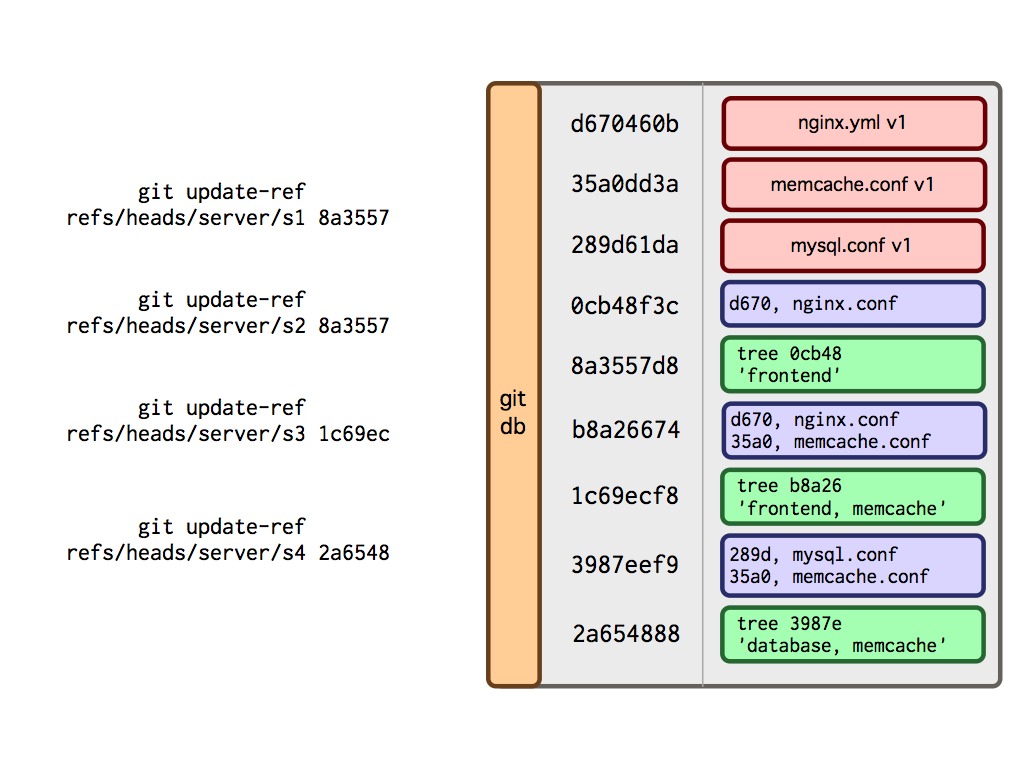 git update-ref
refs/heads/server/s1 8a3557
git update-ref
refs/heads/server/s2 8a3557
git update-ref
refs/heads/server/s3 1c69ec
git update-ref
refs/heads/server/s4 2a6548
git
db
d670460b
nginx.yml v1
35a0dd3a
memcache.conf v1
289d61da
mysql.conf v1
0cb48f3c
d670, nginx.conf
8a3557d8
tree 0cb48
'frontend'
b8a26674
d670, nginx.conf
35a0, memcache.conf
1c69ecf8
tree b8a26
'frontend, memcache'
3987eef9
289d, mysql.conf
35a0, memcache.conf
2a654888
tree 3987e
'database, memcache'